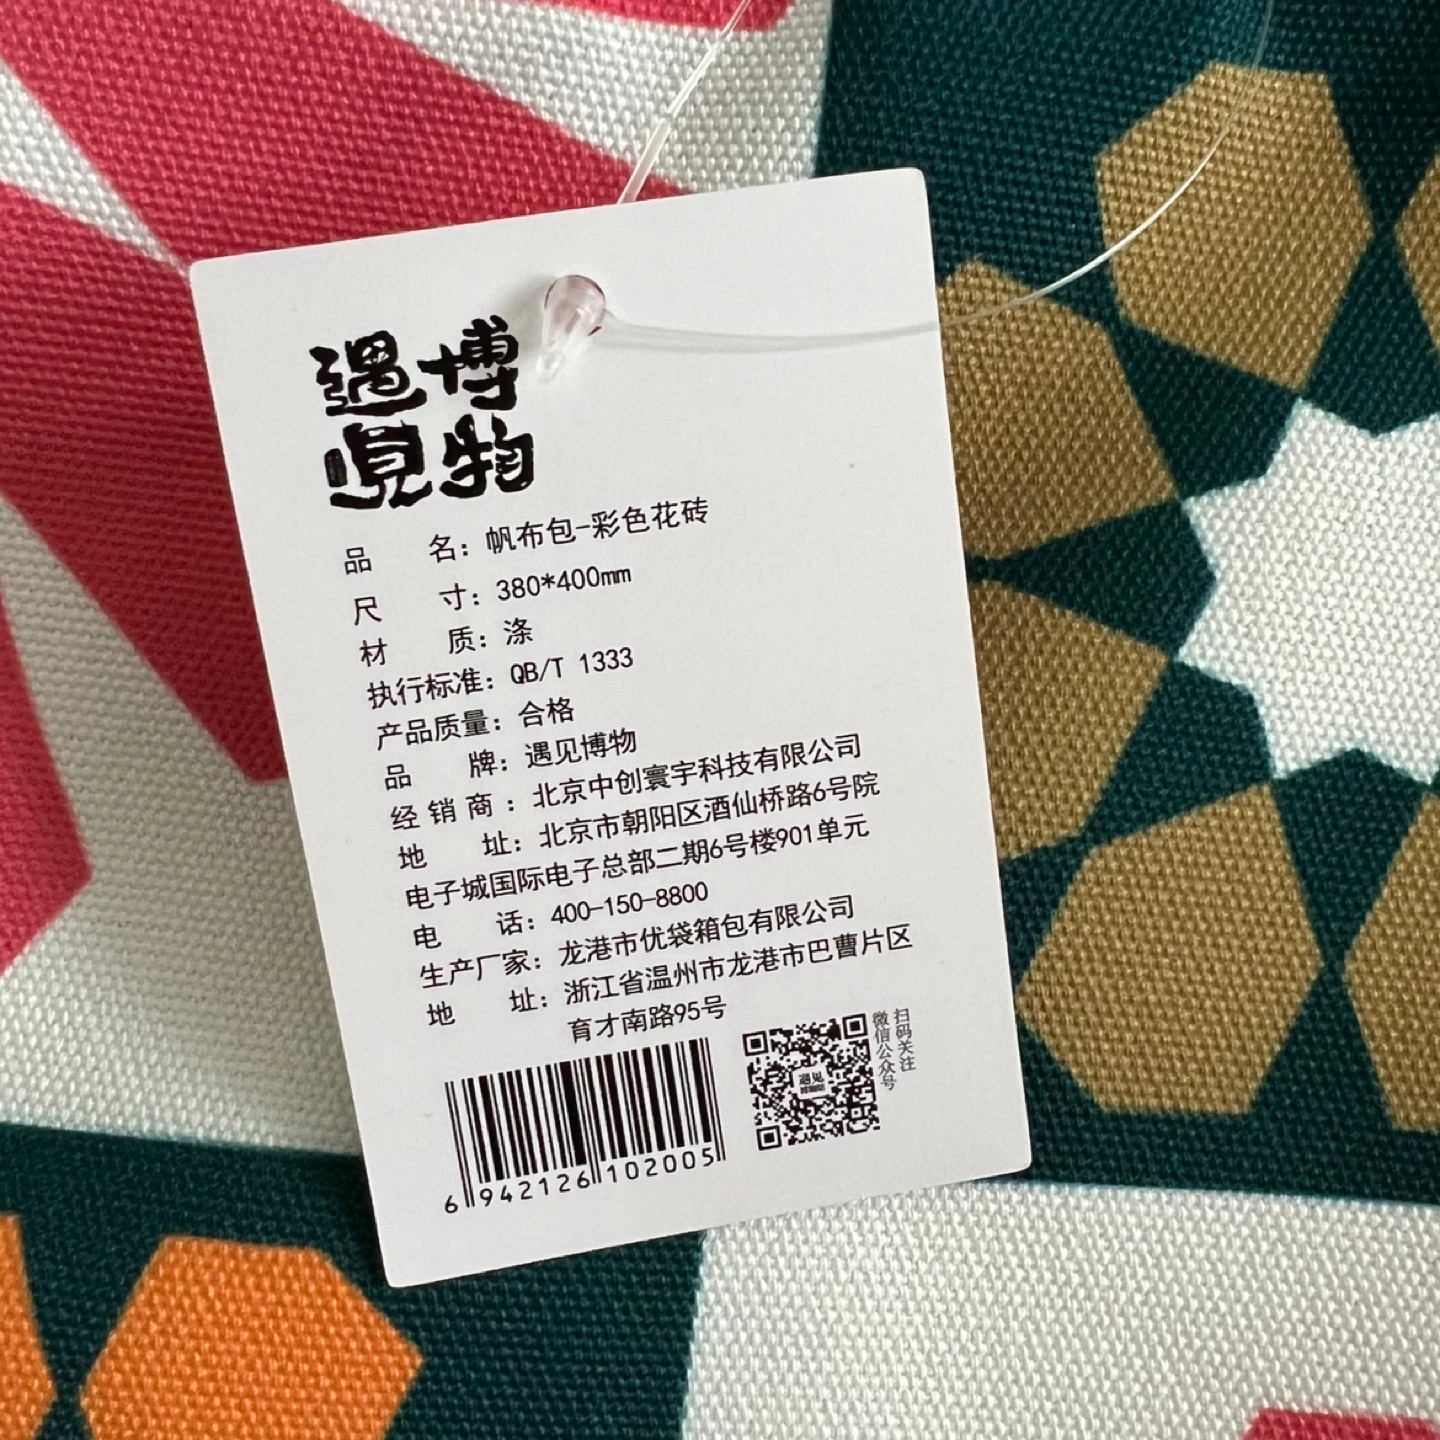 遇见
博物
品名：帆布包-彩色花砖
尺寸：380*400mm
材质：涤
执行标准：QB/T 1333
产品质量：合格
品牌：遇见博物
经销商：北京中创寰宇科技有限公司
地址：北京市朝阳区酒仙桥路6号院
电子城国际电子总部二期6号楼901单元
电话：400-150-8800
生产厂家：龙港市优袋箱包有限公司
地址：浙江省温州市龙港市巴曹片区
育才南路95号
6 942126 102005
扫码关注
微信公众号
遇见